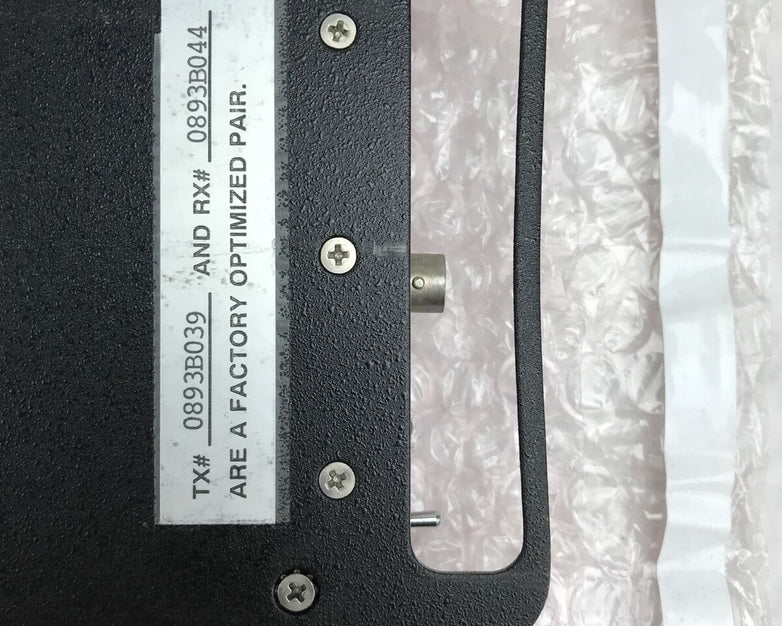 TX# 0893B039 AND RX# 0893B044
ARE A FACTORY OPTIMIZED PAIR.